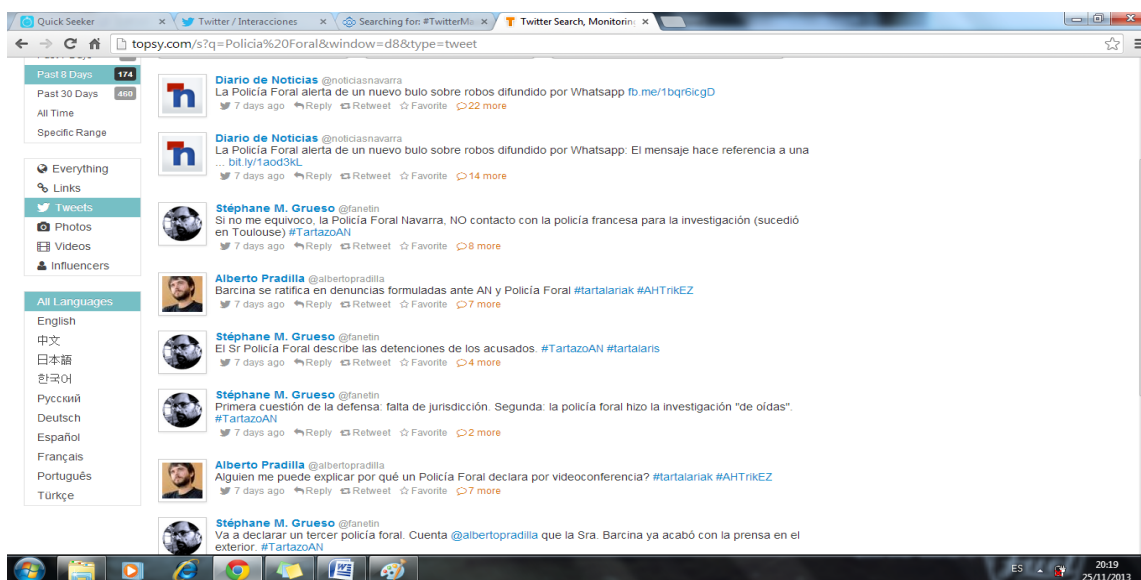 Quick Seeker
Twitter / Interacciones
Searching for: #TwitterMa
Twitter Search, Monitoring
topsy.com/s?q=Policia%20Foral&window=d8&type=tweet
Past 8 Days 174
Past 30 Days 460
All Time
Specific Range
Everything
Links
Tweets
Photos
Videos
Influencers
All Languages
English
中文
日本語
한국어
Русский
Deutsch
Español
Français
Português
Türkçe
Diario de Noticias @noticiasnavarra
La Policía Foral alerta de un nuevo bulo sobre robos difundido por Whatsapp fb.me/1bqr6icgD
7 days ago Reply Retweet Favorite 22 more
Diario de Noticias @noticiasnavarra
La Policía Foral alerta de un nuevo bulo sobre robos difundido por Whatsapp: El mensaje hace referencia a una
... bit.ly/1aod3kL
7 days ago Reply Retweet Favorite 14 more
Stéphane M. Grueso @fanetin
Si no me equivoco, la Policía Foral Navarra, NO contacto con la policía francesa para la investigación (sucedió
en Toulouse) #TartazoAN
7 days ago Reply Retweet Favorite 8 more
Alberto Pradilla @albertopradilla
Barcina se ratifica en denuncias formuladas ante AN y Policía Foral #tartalariak #AHTrikEZ
7 days ago Reply Retweet Favorite 7 more
Stéphane M. Grueso @fanetin
El Sr Policía Foral describe las detenciones de los acusados. #TartazoAN #tartalaris
7 days ago Reply Retweet Favorite 4 more
Stéphane M. Grueso @fanetin
Primera cuestión de la defensa: falta de jurisdicción. Segunda: la policía foral hizo la investigación "de oídas".
#TartazoAN
7 days ago Reply Retweet Favorite 2 more
Alberto Pradilla @albertopradilla
Alguien me puede explicar por qué un Policía Foral declara por videoconferencia? #tartalariak #AHTrikEZ
7 days ago Reply Retweet Favorite 7 more
Stéphane M. Grueso @fanetin
Va a declarar un tercer policía foral. Cuenta @albertopradilla que la Sra. Barcina ya acabó con la prensa en el
exterior. #TartazoAN
ES
20:19
25/11/2013